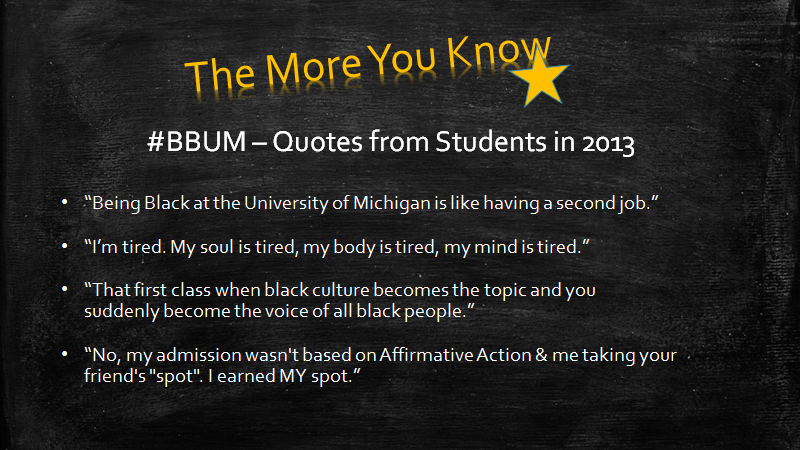 The More You Know
#BBUM – Quotes from Students in 2013
• “Being Black at the University of Michigan is like having a second job.”
• “I’m tired. My soul is tired, my body is tired, my mind is tired.”
• “That first class when black culture becomes the topic and you
suddenly become the voice of all black people.”
• “No, my admission wasn't based on Affirmative Action & me taking your
friend's "spot". I earned MY spot.”